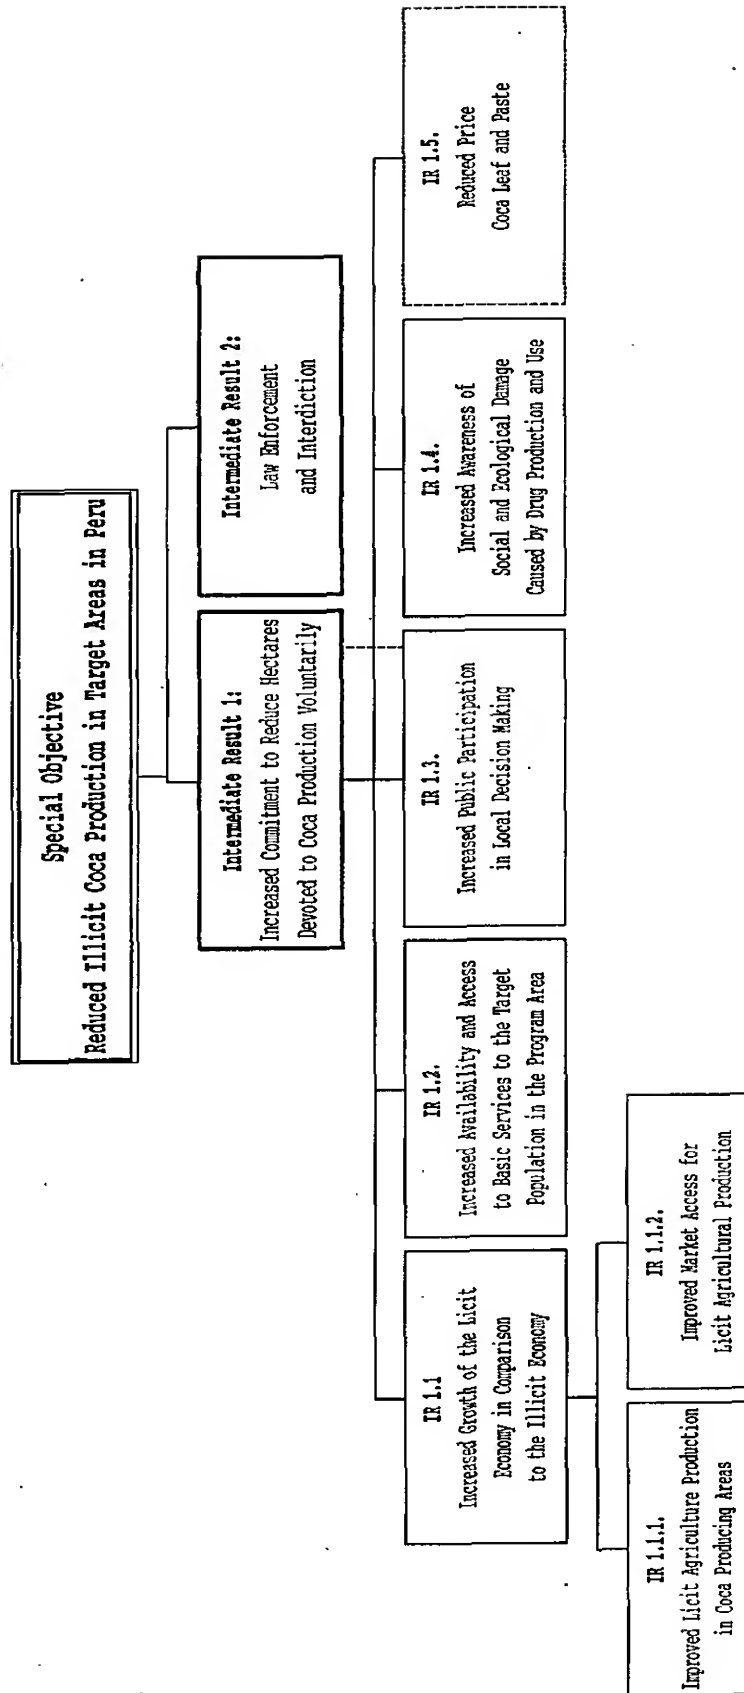 Special Objective
Reduced Illicit Coca Production in Target Areas in Peru
Intermediate Result 1:
Increased Commitment to Reduce Hectares
Devoted to Coca Production Voluntarily
Intermediate Result 2:
Law Enforcement
and Interdiction
IR 1.1
Increased Growth of the Licit
Economy in Comparison
to the Illicit Economy
IR 1.2.
Increased Availability and Access
to Basic Services to the Target
Population in the Program Area
IR 1.3.
Increased Public Participation
in Local Decision Making
IR 1.4.
Increased Awareness of
Social and Ecological Damage
Caused by Drug Production and Use
IR 1.5.
Reduced Price
Coca Leaf and Paste
IR 1.1.1.
Improved Licit Agriculture Production
in Coca Producing Areas
IR 1.1.2.
Improved Market Access for
Licit Agricultural Production